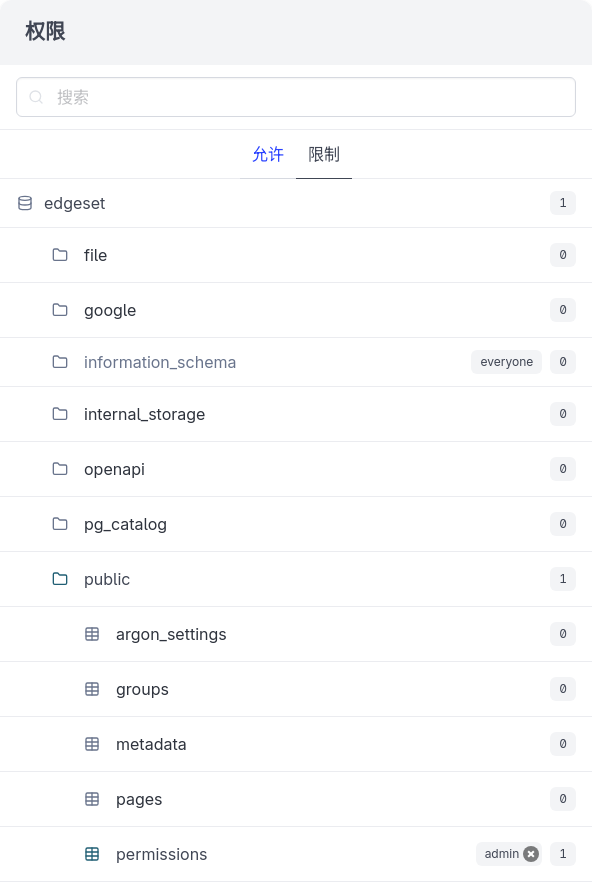 权限
搜索
允许 限制
edgeset 1
file 0
google 0
information_schema everyone 0
internal_storage 0
openapi 0
pg_catalog 0
public 1
argon_settings 0
groups 0
metadata 0
pages 0
permissions admin 1